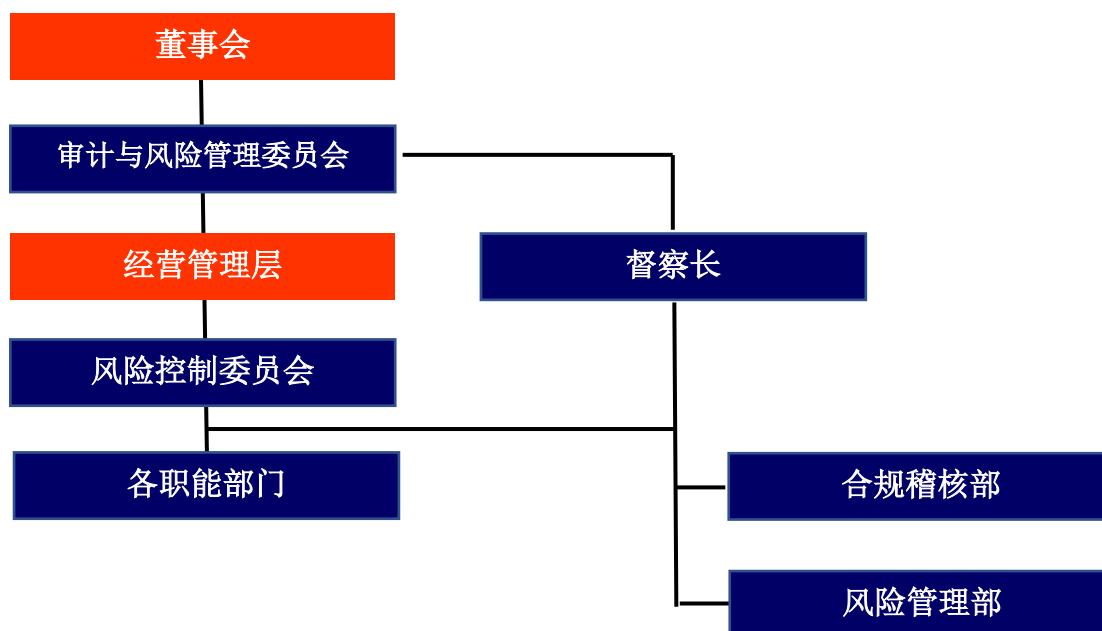 董事会
审计与风险管理委员会
经营管理层
督察长
风险控制委员会
各职能部门
合规稽核部
风险管理部